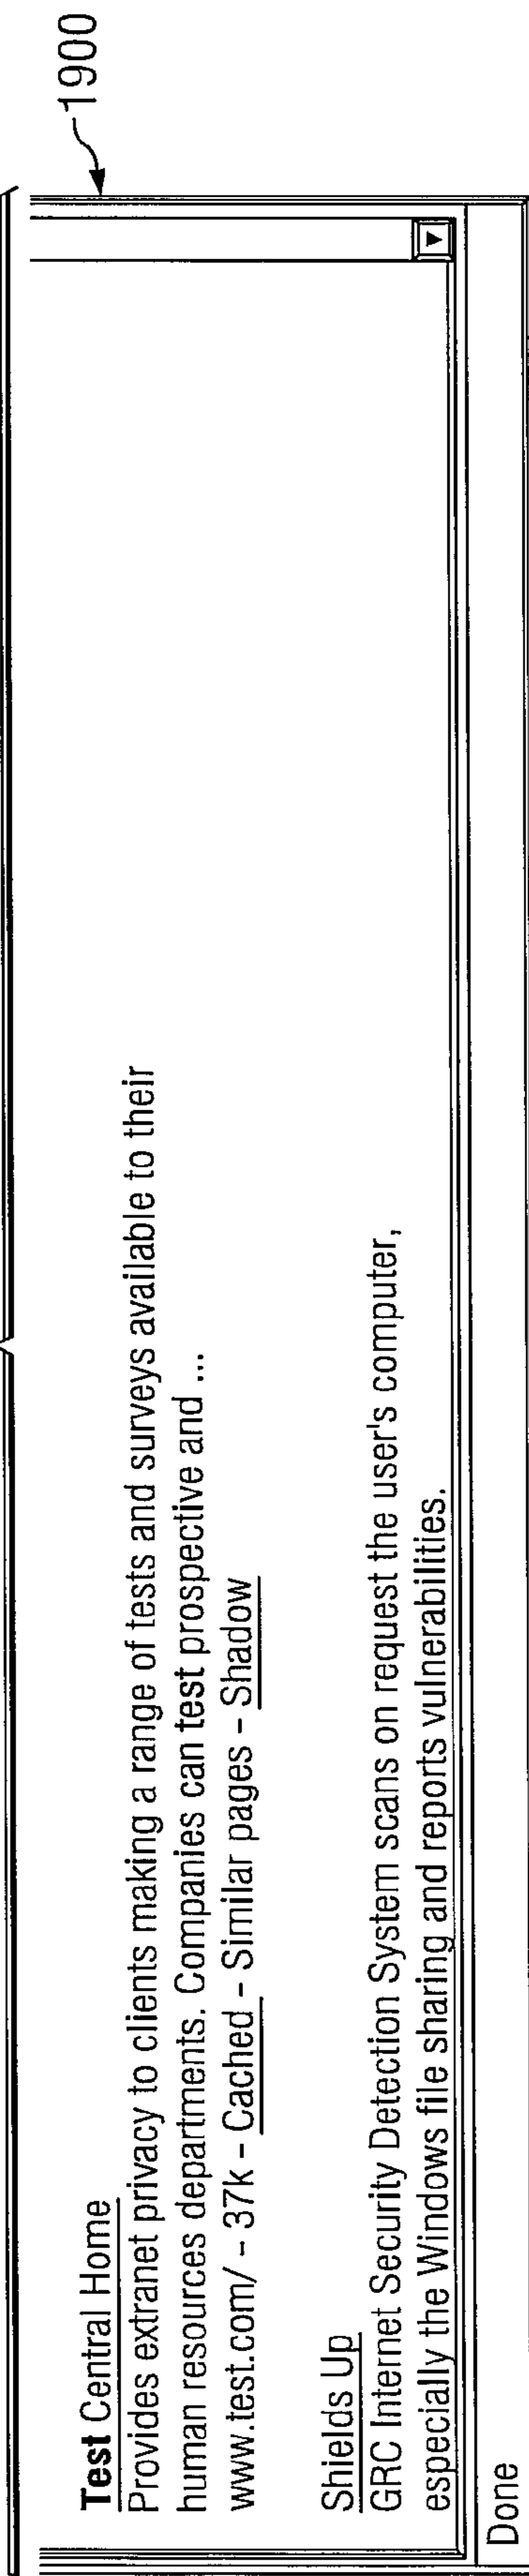 1900
Test Central Home
Provides extranet privacy to clients making a range of tests and surveys available to their
human resources departments. Companies can test prospective and ...
www.test.com/ - 37k - Cached - Similar pages - Shadow
Shields Up
GRC Internet Security Detection System scans on request the user's computer,
especially the Windows file sharing and reports vulnerabilities.
Done